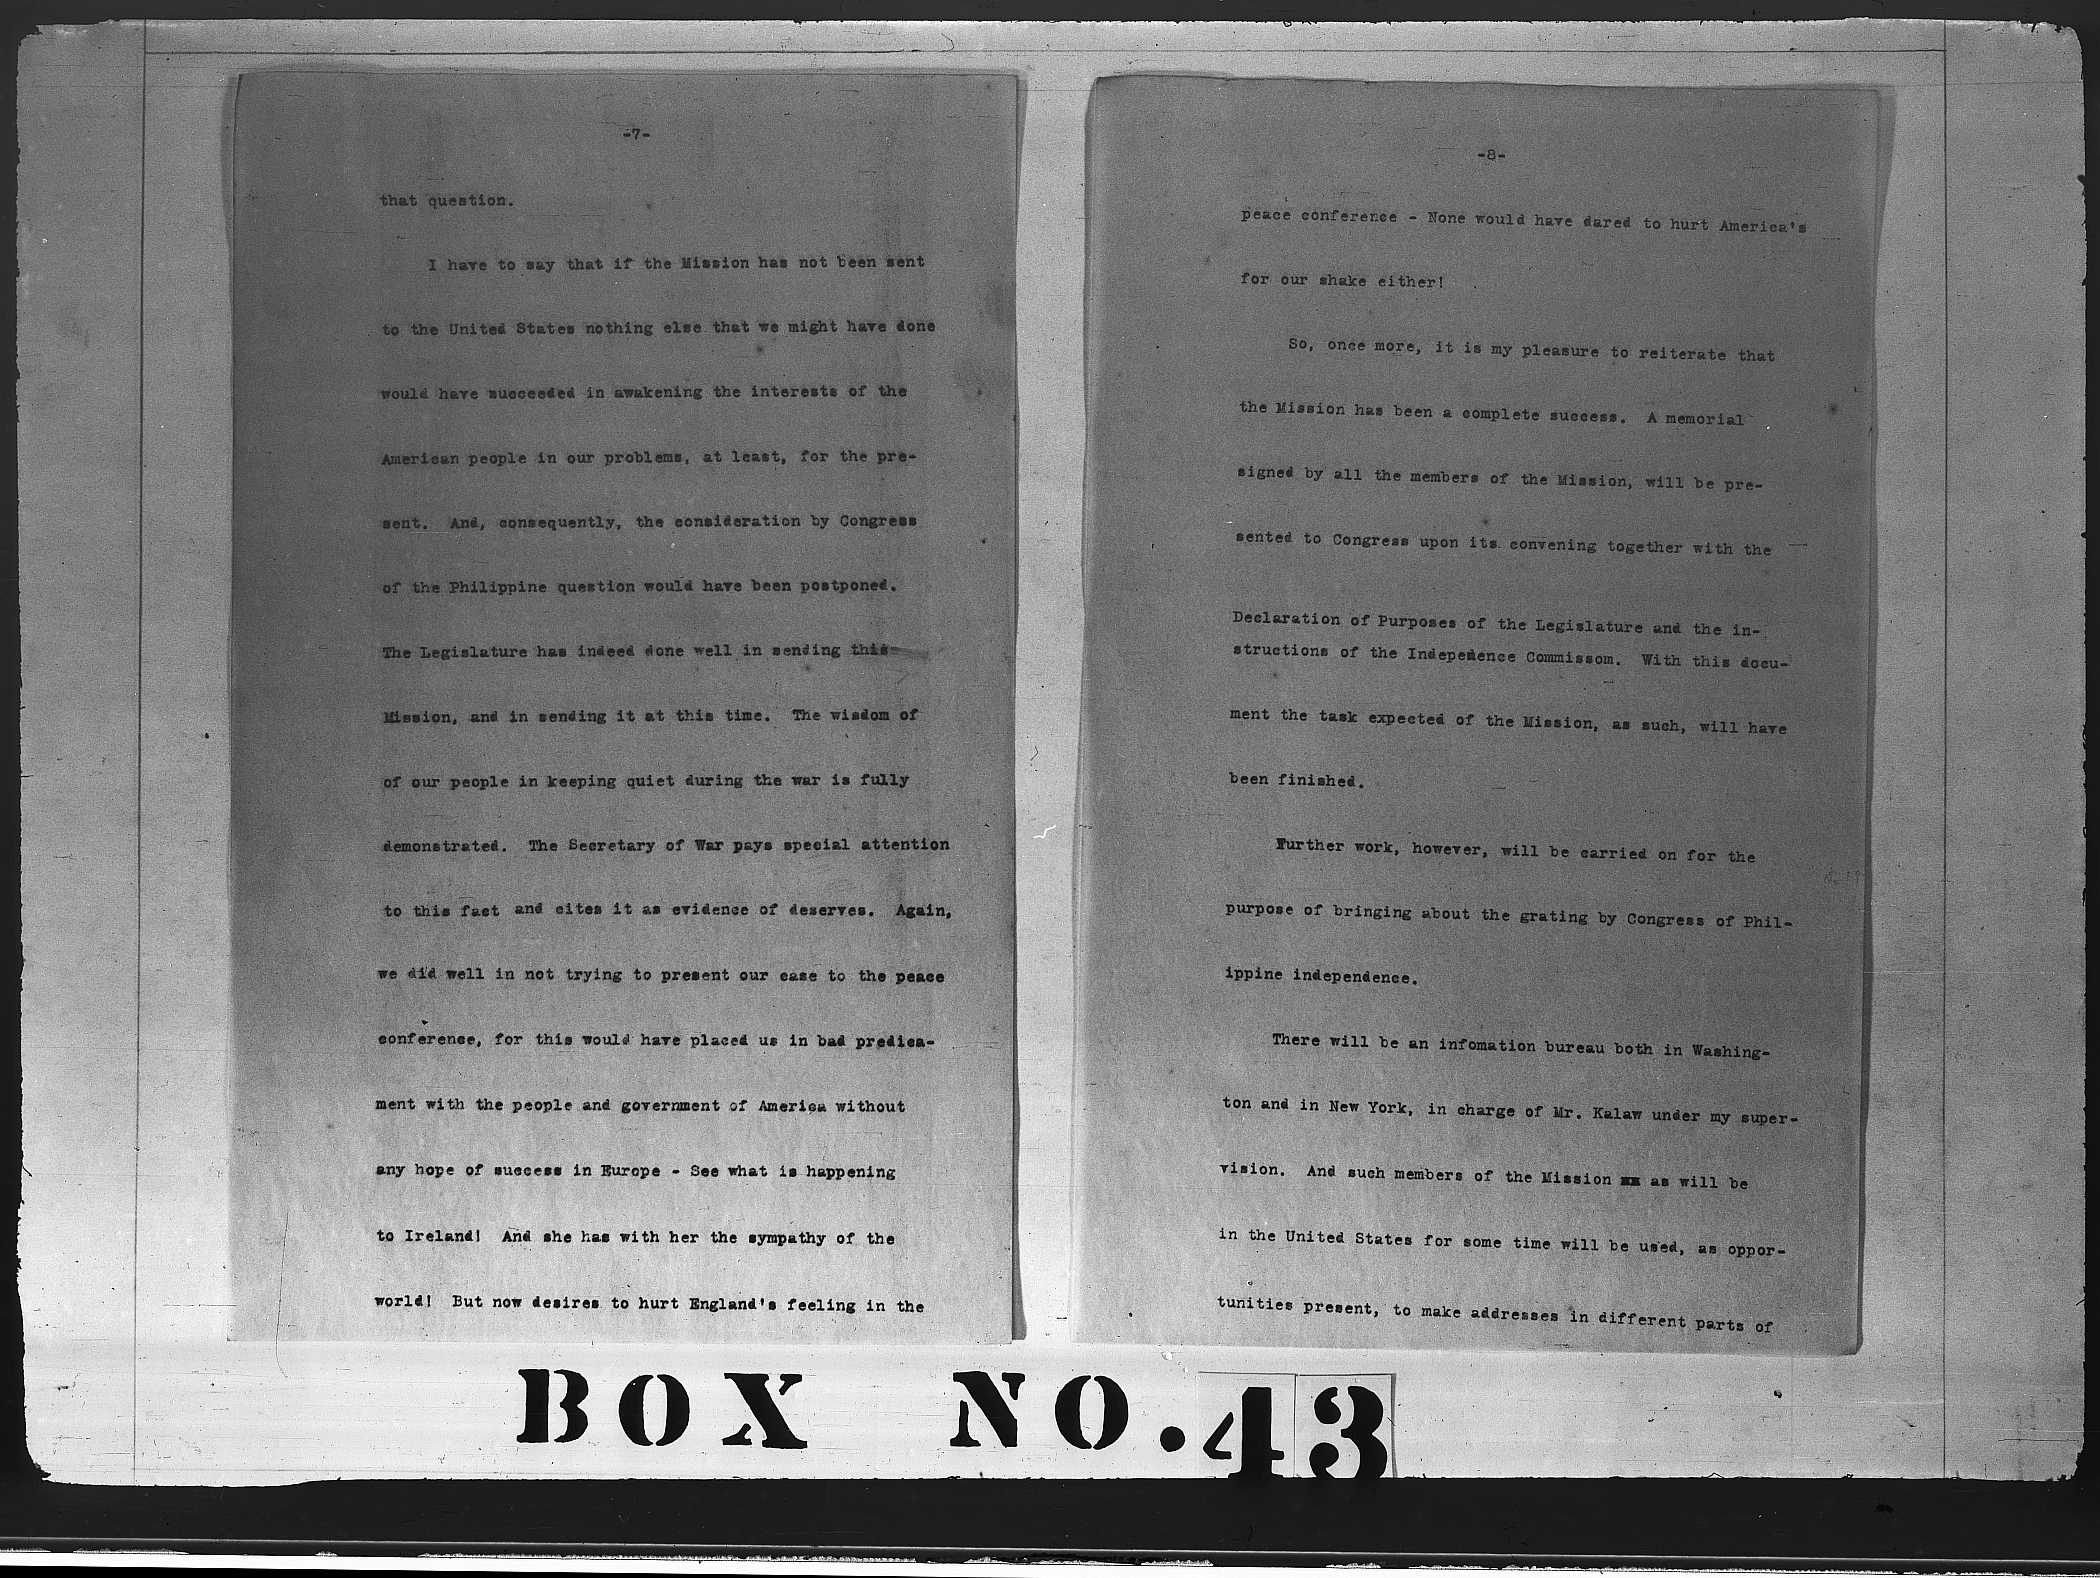 -7-
that question.
I have to say that if the Mission has not been sent
to the United States nothing else that we might have done
would have succeeded in awakening the interests of the
American people in our problems, at least, for the pre-
sent. And, consequently, the consideration by Congress
of the Philippine question would have been postponed.
The Legislature has indeed done well in sending this
Mission, and in sending it at this time. The wisdom of
of our people in keeping quiet during the war is fully
demonstrated. The Secretary of War pays special attention
to this fact and cites it as evidence of deserves. Again,
we did well in not trying to present our case to the peace
conference, for this would have placed us in bad predica-
ment with the people and government of America without
any hope of success in Europe - See what is happening
to Ireland! And she has with her the sympathy of the
world! But now desires to hurt England's feeling in the
-8-
peace conference - None would have dared to hurt America's
for our shake either!
So, once more, it is my pleasure to reiterate that
the Mission has been a complete success. A memorial
signed by all the members of the Mission, will be pre-
sented to Congress upon its convening together with the
Declaration of Purposes of the Legislature and the in-
structions of the Indepedence Commissom. With this docu-
ment the task expected of the Mission, as such, will have
been finished.
Further work, however, will be carried on for the
purpose of bringing about the grating by Congress of Phil-
ippine independence.
There will be an infomation bureau both in Washing-
ton and in New York, in charge of Mr. Kalaw under my super-
vision. And such members of the Mission as will be
in the United States for some time will be used, as oppor-
tunities present, to make addresses in different parts of
BOX NO. 43